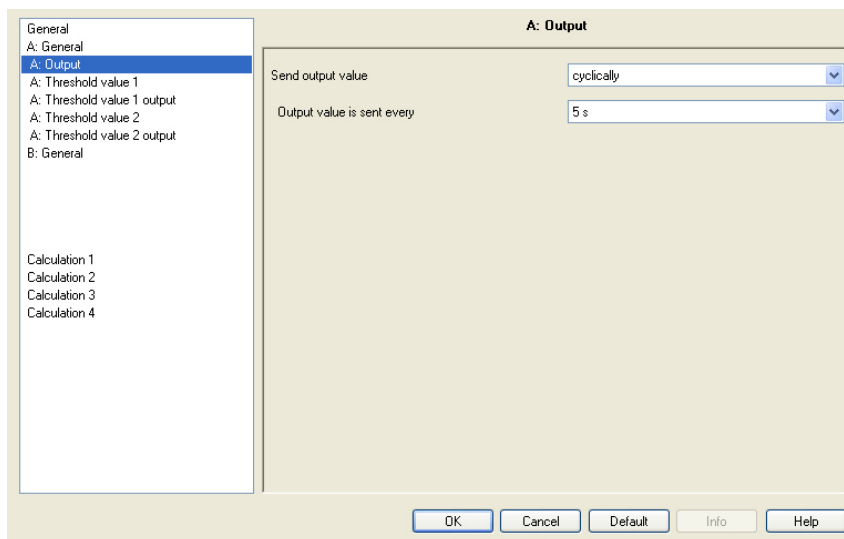 General
A: General
A: Output
A: Threshold value 1
A: Threshold value 1 output
A: Threshold value 2
A: Threshold value 2 output
B: General
Calculation 1
Calculation 2
Calculation 3
Calculation 4
A: Output
Send output value cyclically
Output value is sent every 5 s
OK Cancel Default Info Help